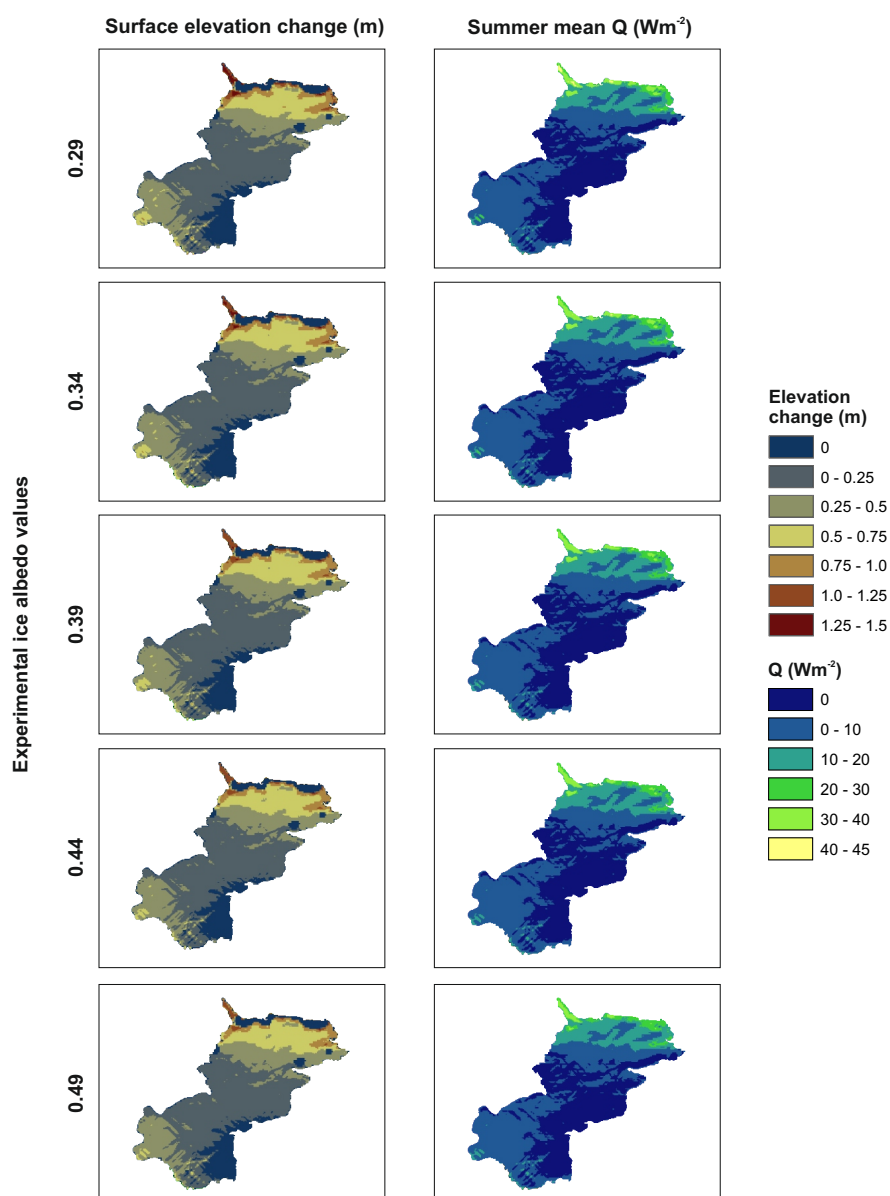 Surface elevation change (m)
Summer mean Q (Wm⁻²)
Experimental ice albedo values
0.29
0.34
0.39
0.44
0.49
Elevation
change (m)
0
0 - 0.25
0.25 - 0.5
0.5 - 0.75
0.75 - 1.0
1.0 - 1.25
1.25 - 1.5
Q (Wm⁻²)
0
0 - 10
10 - 20
20 - 30
30 - 40
40 - 45